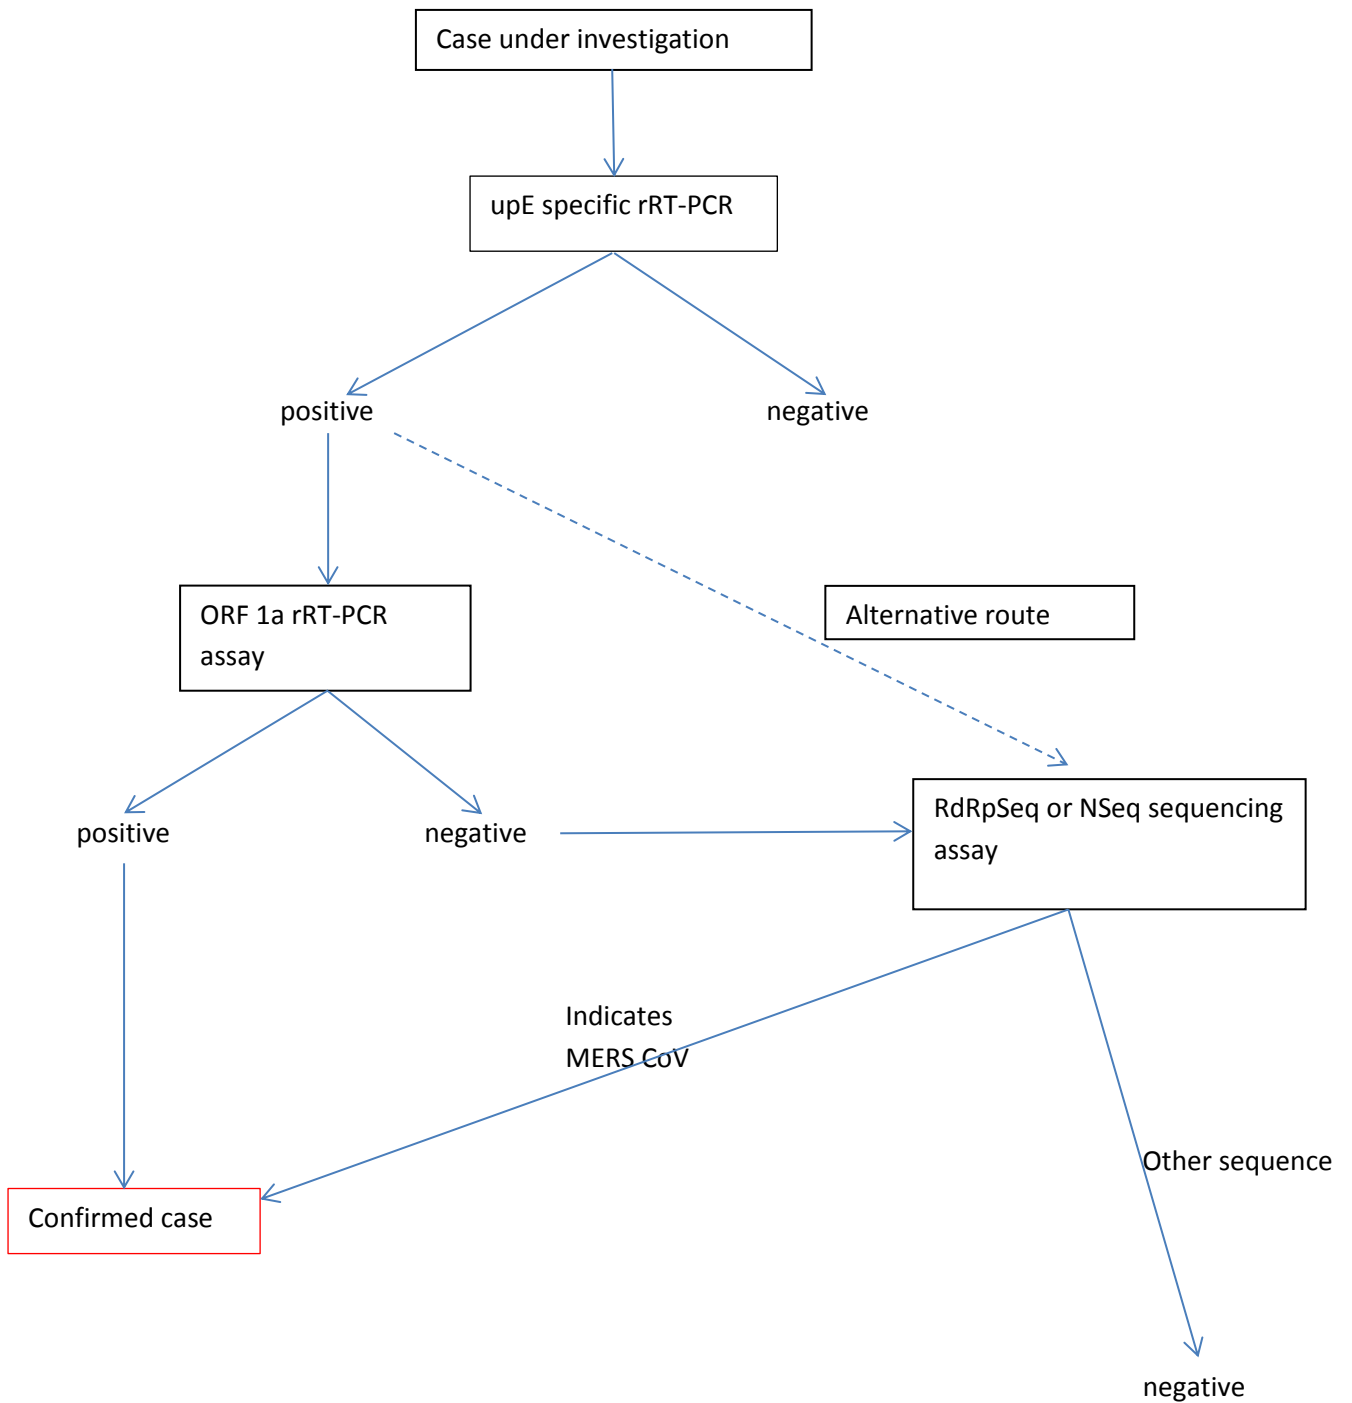 Case under investigation
upE specific rRT-PCR
positive
negative
ORF 1a rRT-PCR
assay
Alternative route
positive
negative
RdRpSeq or NSeq sequencing
assay
Indicates
MERS CoV
Other sequence
Confirmed case
negative